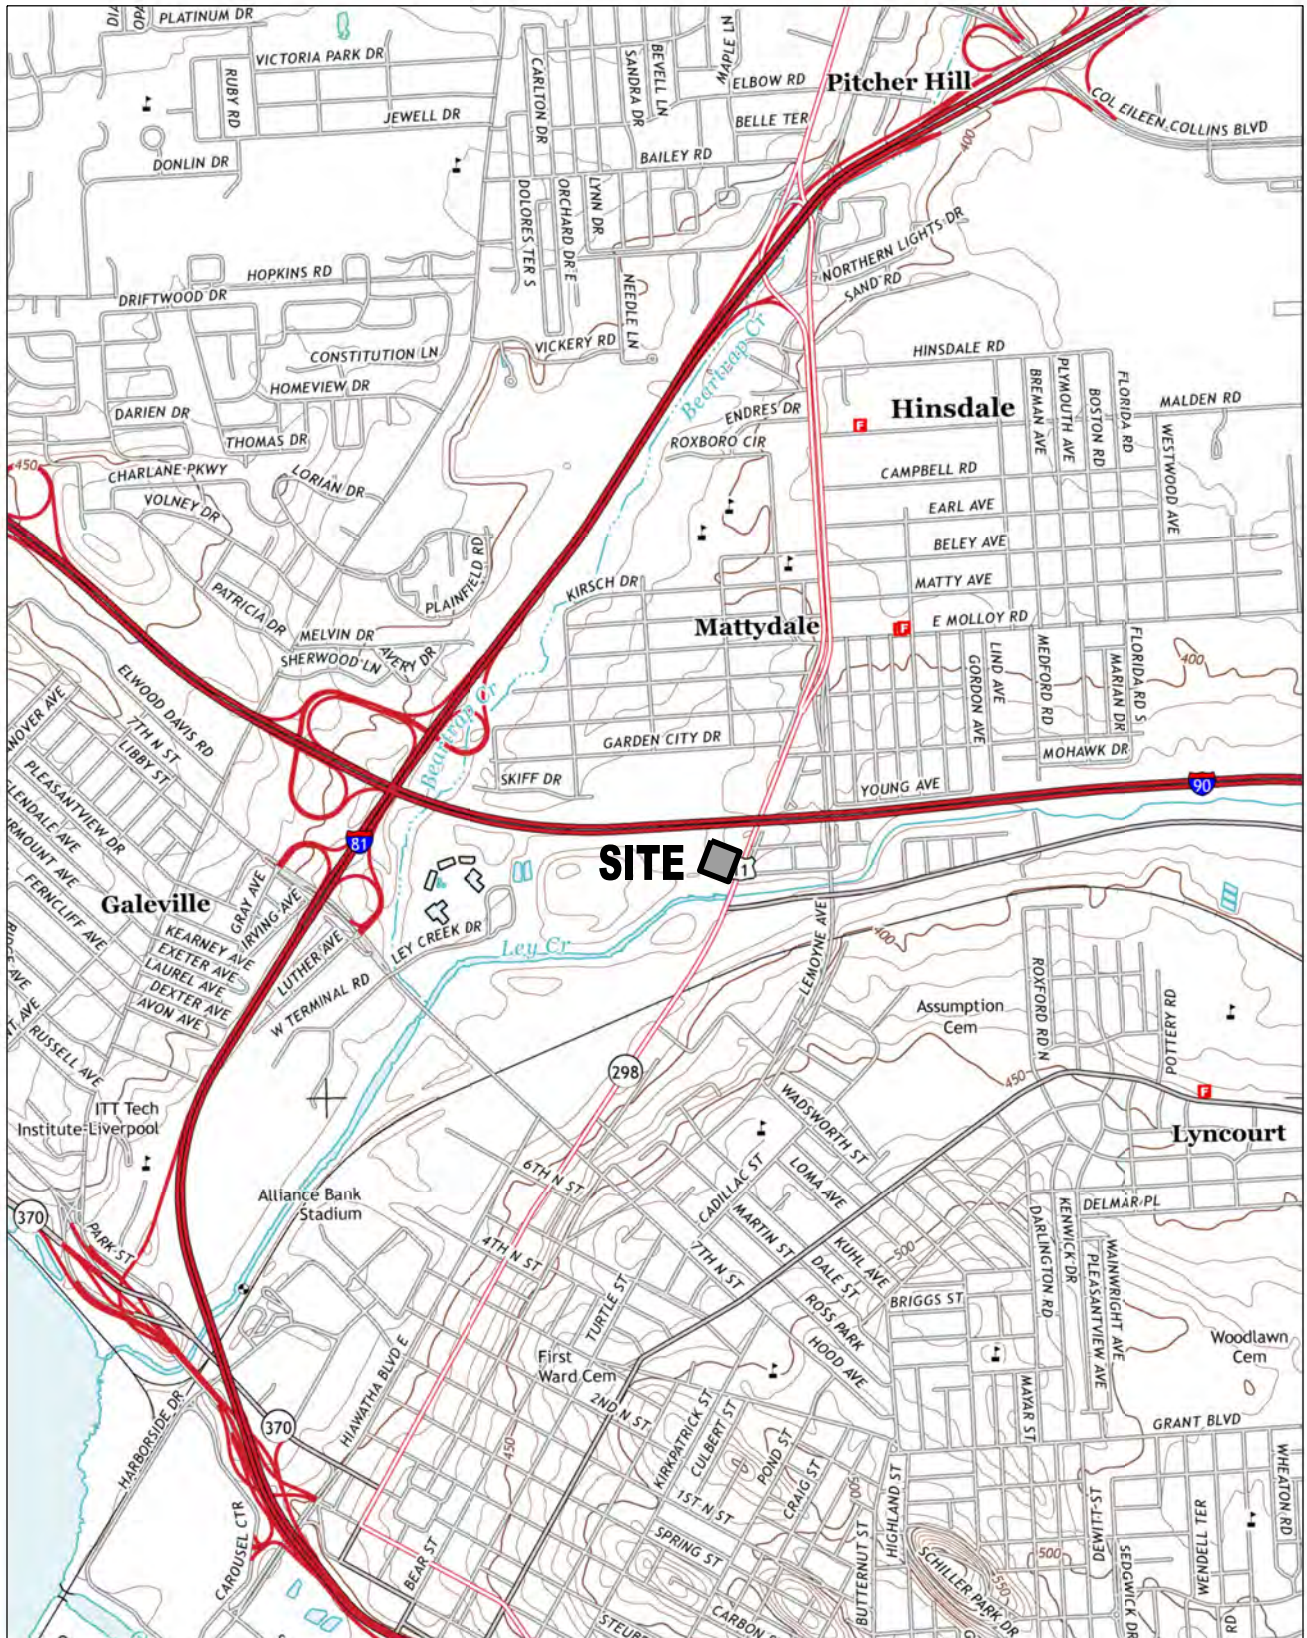 PLATINUM DR
VICTORIA PARK DR
RUBY RD
JEWELL DR
DONLIN DR
CARLTON DR
SANDRA DR
BEVELL LN
MAPLE LN
ELBOW RD
Pitcher Hill
BELLE TER
BAILEY RD
COL EILEEN COLLINS BLVD
400
DOLORES TER S
ORCHARD DR E
LYNN DR
NEEDLE LN
HOPKINS RD
DRIFTWOOD DR
NORTHERN LIGHTS DR
SAND RD
CONSTITUTION LN
VICKERY RD
HOMEVIEW DR
Beartrap Cr
HINSDALE RD
DARIEN DR
THOMAS DR
ENDRES DR
ROXBORO CIR
Hinsdale
F
BREMAN AVE
PLYMOUTH AVE
BOSTON RD
FLORIDA RD
MALDEN RD
WESTWOOD AVE
450
CHARLANE PKWY
LORIAN DR
VOLNEY DR
CAMPBELL RD
EARL AVE
BELEY AVE
MATTY AVE
PLAINFIELD RD
PATRICIA DR
KIRSCH DR
MELVIN DR
SHERWOOD LN
AVERY DR
Mattydale
F
E MOLLOY RD
LIND AVE
GORDON AVE
MEDFORD RD
MARIAN DR
FLORIDA RD S
400
MOHAWK DR
ELWOOD DAVIS RD
7TH N ST
LIBBY ST
PLEASANTVIEW DR
Beartrap Cr
GARDEN CITY DR
SKIFF DR
YOUNG AVE
90
81
SITE
Galeville
FERNCLIFF AVE
GRAY AVE
IRVING AVE
KEARNEY AVE
EXETER AVE
LAUREL AVE
DEXTER AVE
AVON AVE
LUTHER AVE
W TERMINAL RD
LEY CREEK DR
Ley Cr
RUSSELL AVE
LEMOYNE AVE
400
Assumption
Cem
ROXFORD RD N
POTTERY RD
450
298
F
Lyncourt
ITT Tech
Institute-Liverpool
WADSWORTH ST
CADILLAC ST
LOMA AVE
6TH N ST
MARTIN ST
DELMAR PL
Alliance Bank
Stadium
370
PARK ST
4TH N ST
7TH N ST
KUHL AVE
DALE ST
500
DARLINGTON RD
KENWICK DR
WAINWRIGHT AVE
PLEASANTVIEW AVE
BRIGGS ST
TURTLE ST
ROSS PARK
HOOD AVE
Woodlawn
Cem
First
Ward Cem
HIAWATHA BLVD E
HARBORSIDE DR
370
2ND N ST
KIRKPATRICK ST
CULBERT ST
POND ST
CRAIG ST
MAYAR ST
GRANT BLVD
WHEATON RD
450
1ST N ST
HIGHLAND ST
BUTTERNUT ST
DEWITT ST
SEDGWICK DR
WENDELL TER
CAROUSEL CTR
BEAR ST
SPRING ST
SCHILLER PARK DR
550
500
CARBON